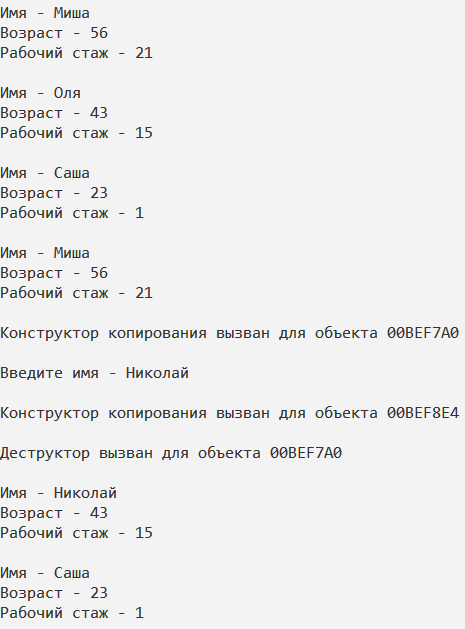 Имя - Миша
Возраст - 56
Рабочий стаж - 21
Имя - Оля
Возраст - 43
Рабочий стаж - 15
Имя - Саша
Возраст - 23
Рабочий стаж - 1
Имя - Миша
Возраст - 56
Рабочий стаж - 21
Конструктор копирования вызван для объекта 00BEF7A0
Введите имя - Николай
Конструктор копирования вызван для объекта 00BEF8E4
Деструктор вызван для объекта 00BEF7A0
Имя - Николай
Возраст - 43
Рабочий стаж - 15
Имя - Саша
Возраст - 23
Рабочий стаж - 1